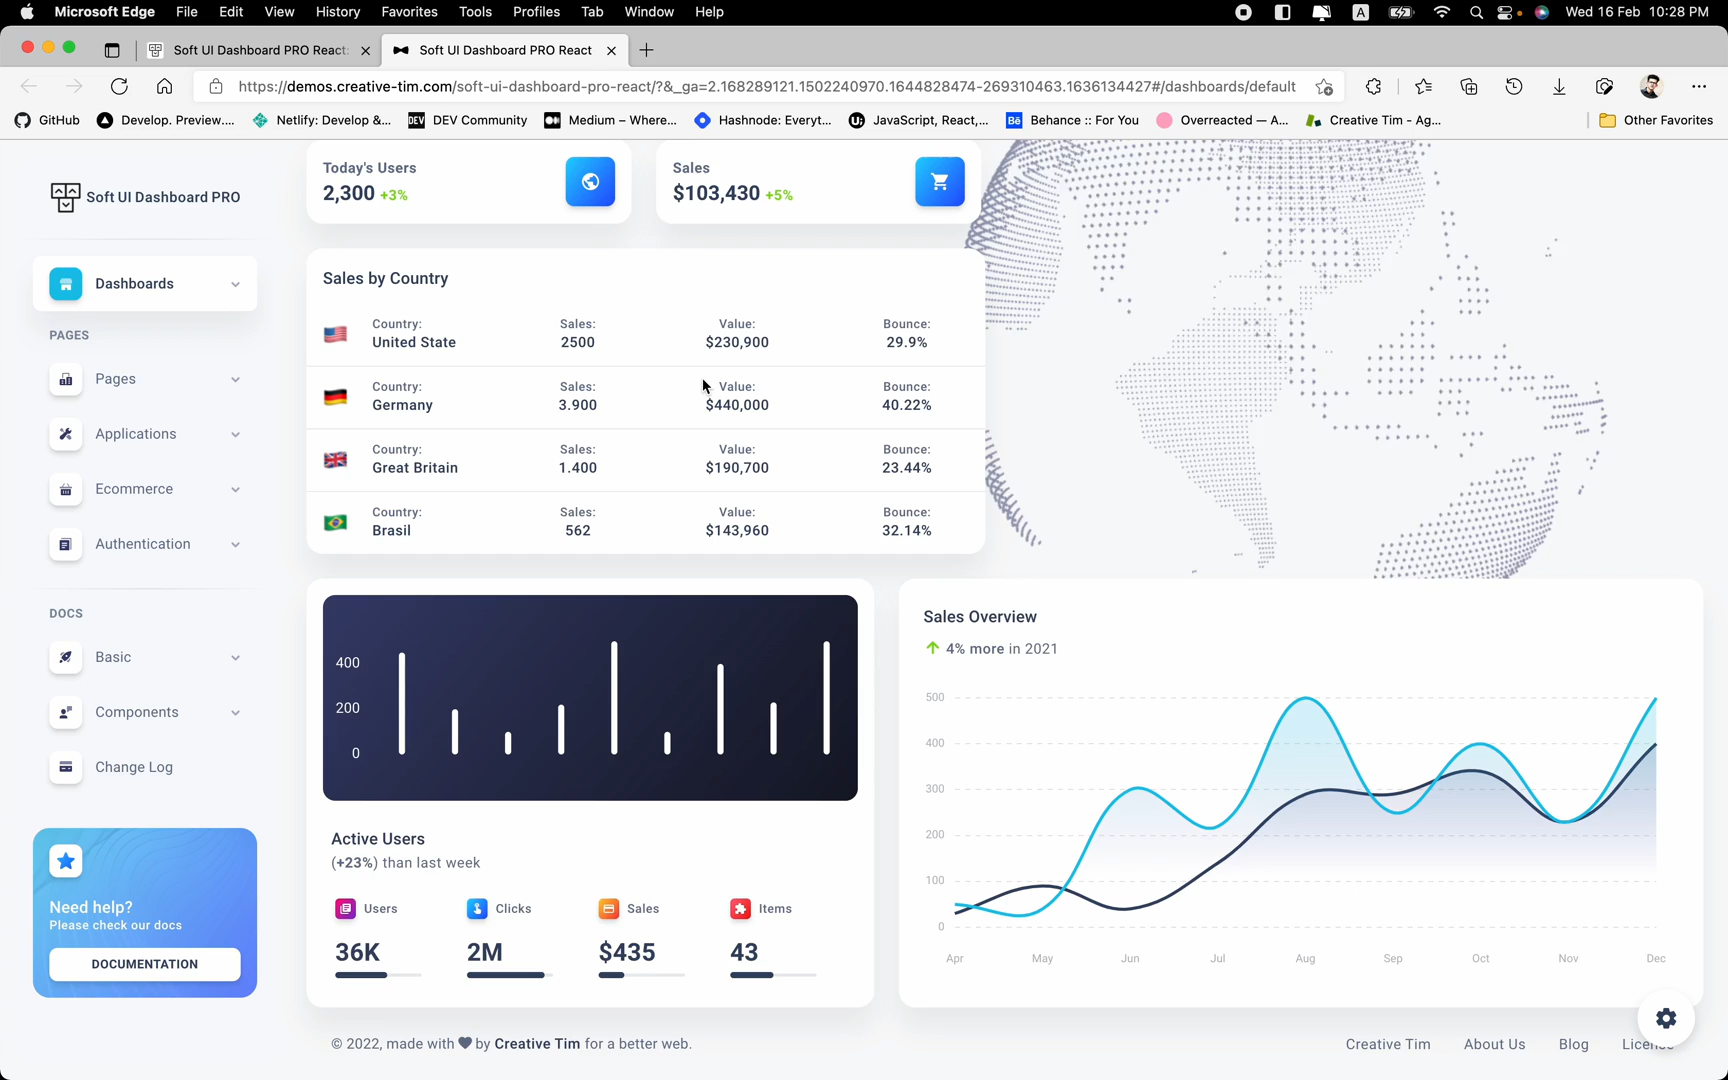 Microsoft Edge File Edit View History Favorites Tools Profiles Tab Window Help A Wed 16 Feb 10:28 PM
Soft UI Dashboard PRO React Soft UI Dashboard PRO React
https://demos.creative-tim.com/soft-ui-dashboard-pro-react/?&_ga=2.168289121.1502240970.1644828474-269310463.1636134427#/dashboards/default
GitHub Develop. Preview.... Netlify: Develop &... DEV DEV Community Medium – Where... Hashnode: Everyt... JavaScript, React,... Bē Behance :: For You Overreacted — A... Creative Tim - Ag... Other Favorites
Soft UI Dashboard PRO
Dashboards
PAGES
Pages
Applications
Ecommerce
Authentication
DOCS
Basic
Components
Change Log
Need help?
Please check our docs
DOCUMENTATION
Today's Users
2,300 +3%
Sales
$103,430 +5%
Sales by Country
Country: Sales: Value: Bounce:
United State 2500 $230,900 29.9%
Country: Sales: Value: Bounce:
Germany 3.900 $440,000 40.22%
Country: Sales: Value: Bounce:
Great Britain 1.400 $190,700 23.44%
Country: Sales: Value: Bounce:
Brasil 562 $143,960 32.14%
400
200
0
Active Users
(+23%) than last week
Users Clicks Sales Items
36K 2M $435 43
Sales Overview
4% more in 2021
500
400
300
200
100
0
Apr May Jun Jul Aug Sep Oct Nov Dec
© 2022, made with by Creative Tim for a better web.
Creative Tim About Us Blog License